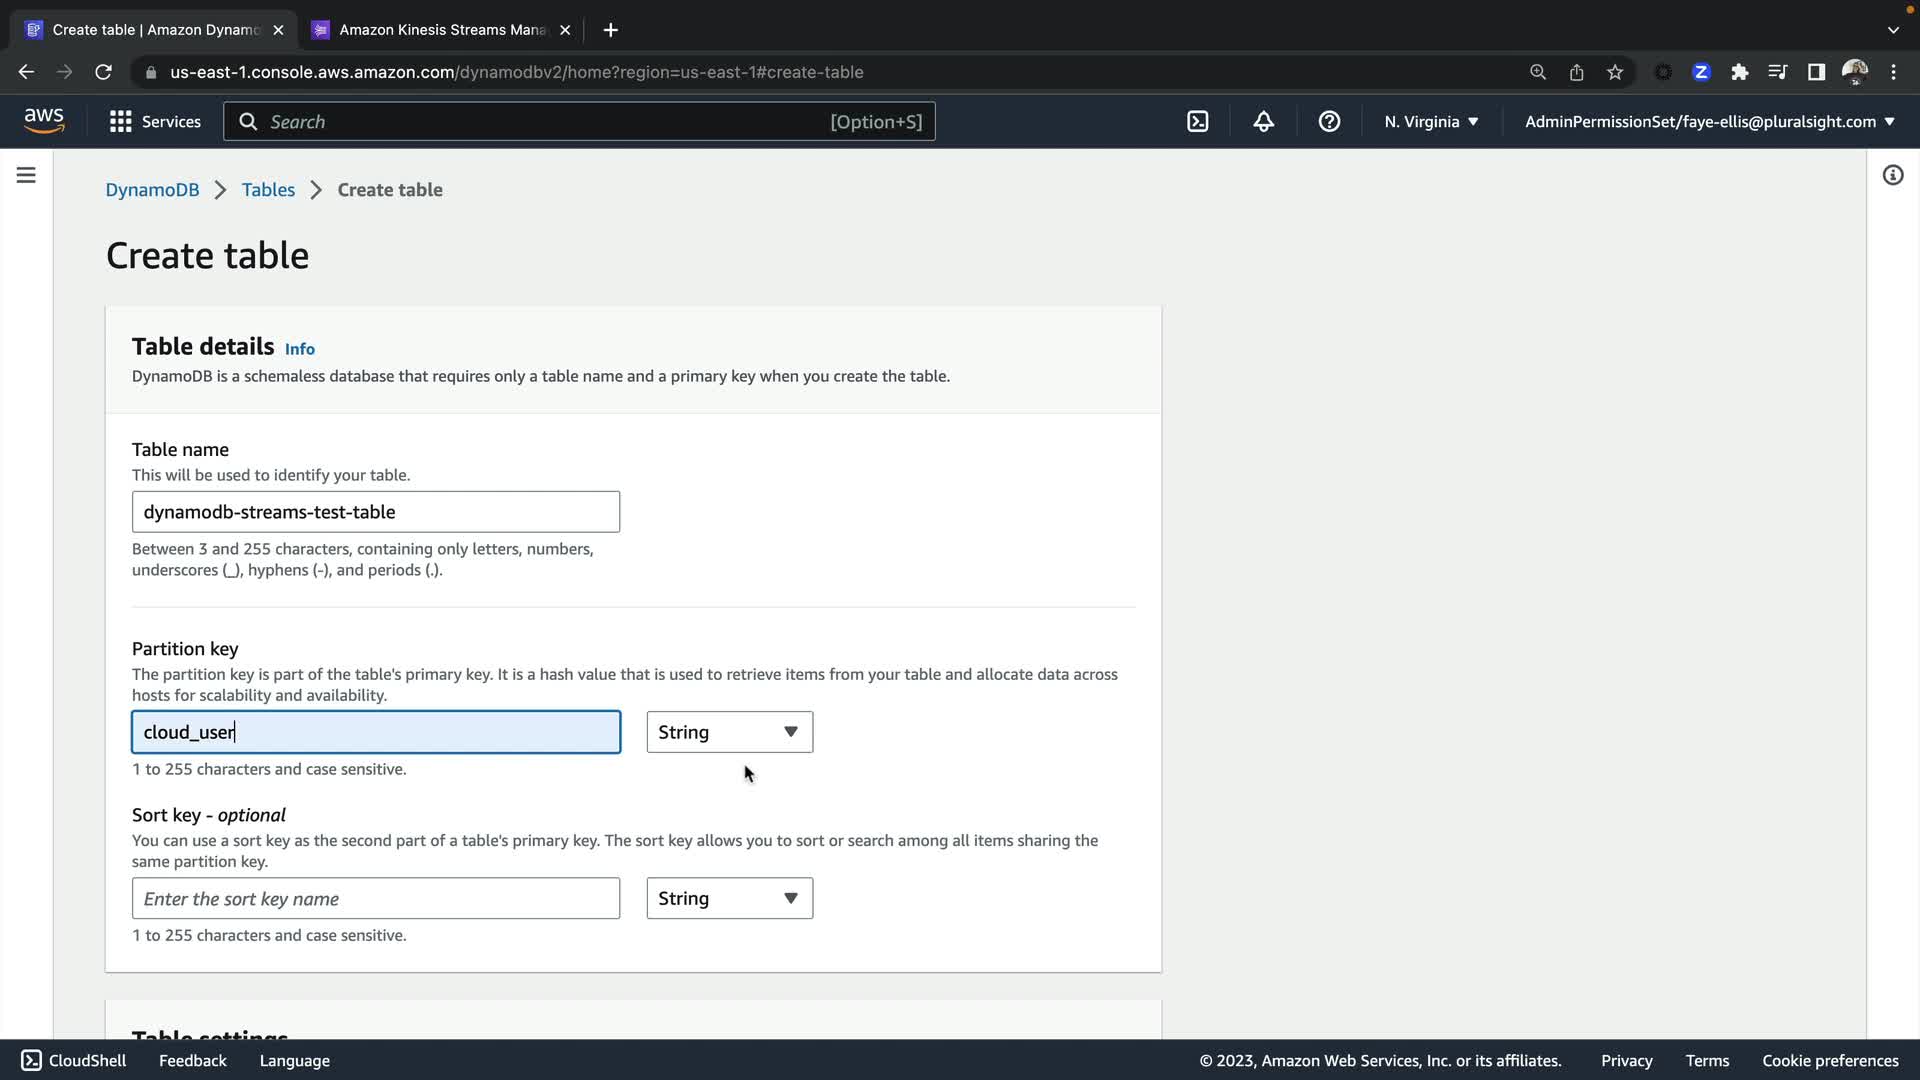 Create table | Amazon Dynamo
Amazon Kinesis Streams Mana
us-east-1.console.aws.amazon.com/dynamodbv2/home?region=us-east-1#create-table
aws
Services
Search
[Option+S]
N. Virginia
AdminPermissionSet/faye-ellis@pluralsight.com
DynamoDB
Tables
Create table
Create table
Table details Info
DynamoDB is a schemaless database that requires only a table name and a primary key when you create the table.
Table name
This will be used to identify your table.
dynamodb-streams-test-table
Between 3 and 255 characters, containing only letters, numbers,
underscores (_), hyphens (-), and periods (.).
Partition key
The partition key is part of the table's primary key. It is a hash value that is used to retrieve items from your table and allocate data across
hosts for scalability and availability.
cloud_user
String
1 to 255 characters and case sensitive.
Sort key - optional
You can use a sort key as the second part of a table's primary key. The sort key allows you to sort or search among all items sharing the
same partition key.
Enter the sort key name
String
1 to 255 characters and case sensitive.
Table settings
CloudShell
Feedback
Language
© 2023, Amazon Web Services, Inc. or its affiliates.
Privacy
Terms
Cookie preferences